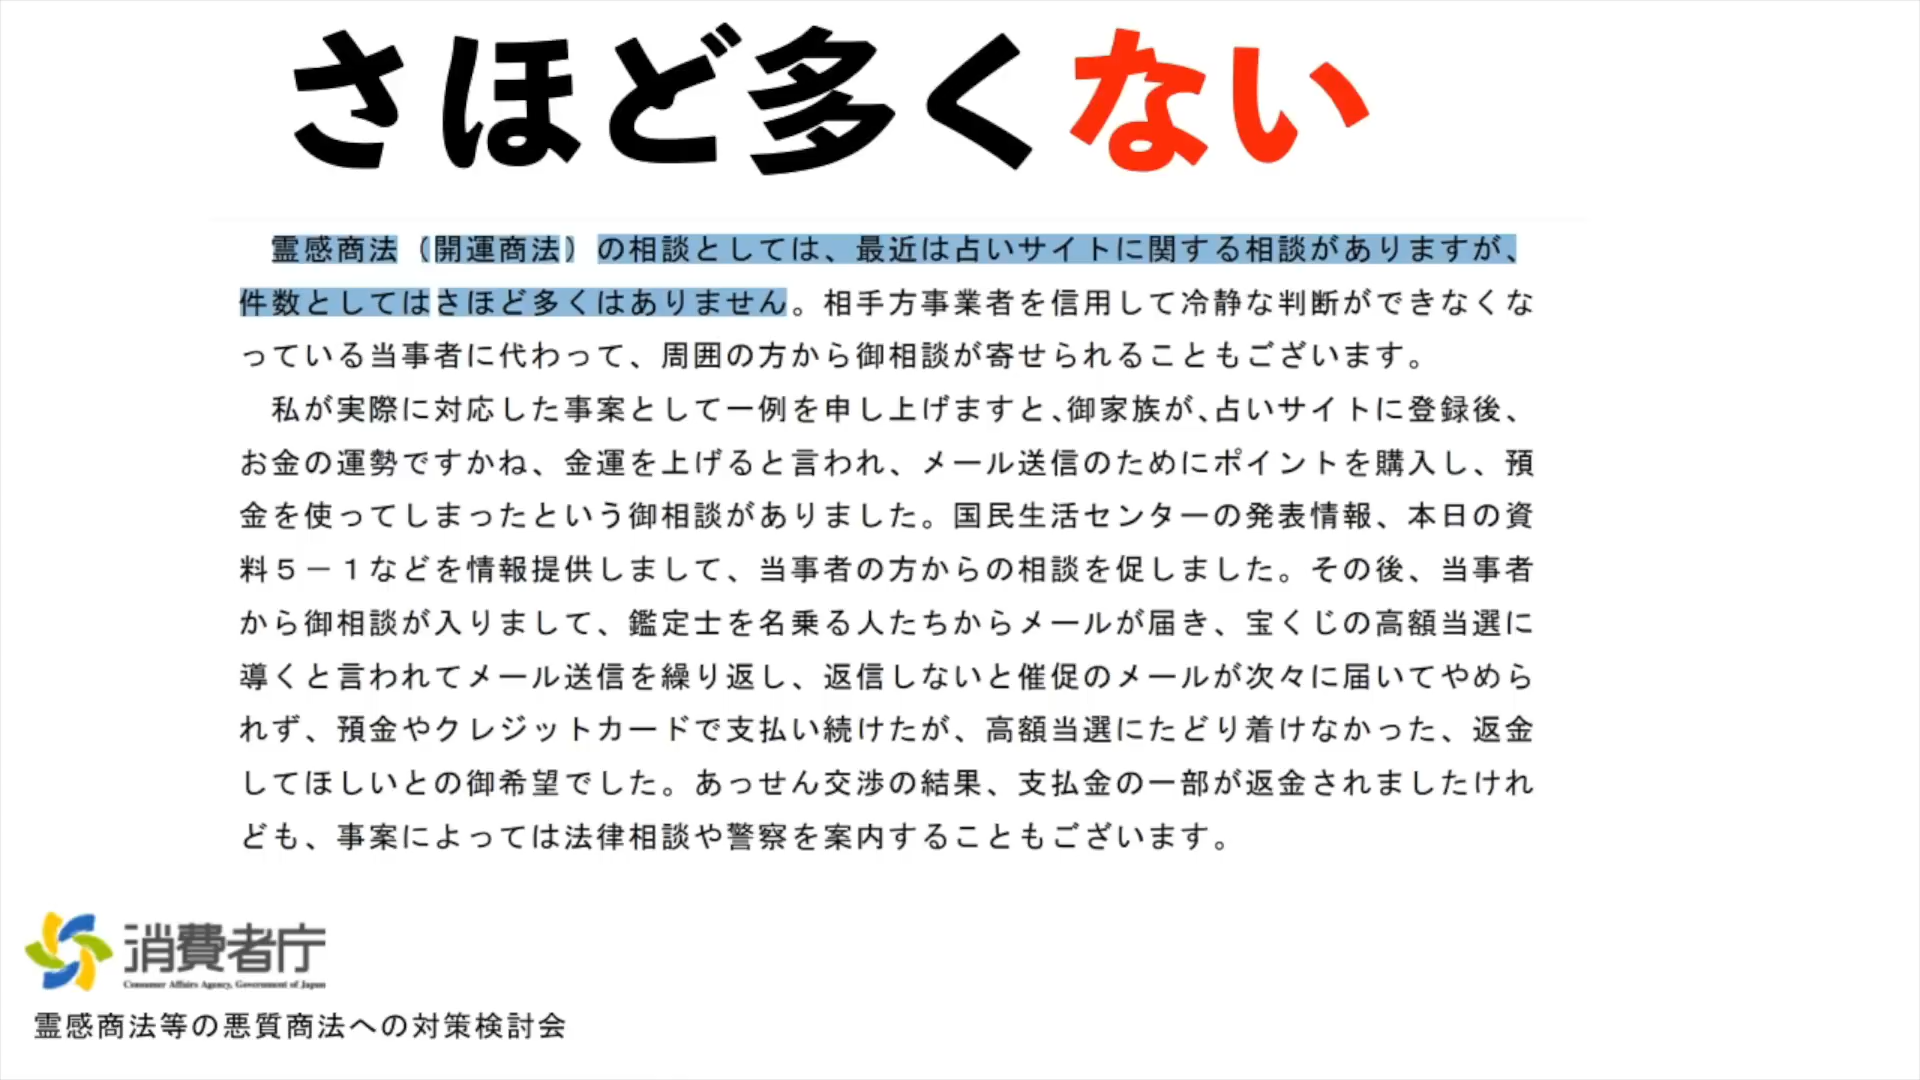 さほど多くない
霊感商法（開運商法）の相談としては、最近は占いサイトに関する相談がありますが、
件数としてはさほど多くはありません。相手方事業者を信用して冷静な判断ができなくな
っている当事者に代わって、周囲の方から御相談が寄せられることもございます。
私が実際に対応した事案として一例を申し上げますと、御家族が、占いサイトに登録後、
お金の運勢ですかね、金運を上げると言われ、メール送信のためにポイントを購入し、預
金を使ってしまったという御相談がありました。国民生活センターの発表情報、本日の資
料５－１などを情報提供しまして、当事者の方からの相談を促しました。その後、当事者
から御相談が入りまして、鑑定士を名乗る人たちからメールが届き、宝くじの高額当選に
導くと言われてメール送信を繰り返し、返信しないと催促のメールが次々に届いてやめら
れず、預金やクレジットカードで支払い続けたが、高額当選にたどり着けなかった、返金
してほしいとの御希望でした。あっせん交渉の結果、支払金の一部が返金されましたけれ
ども、事案によっては法律相談や警察を案内することもございます。
消費者庁
Consumer Affairs Agency, Government of Japan
霊感商法等の悪質商法への対策検討会